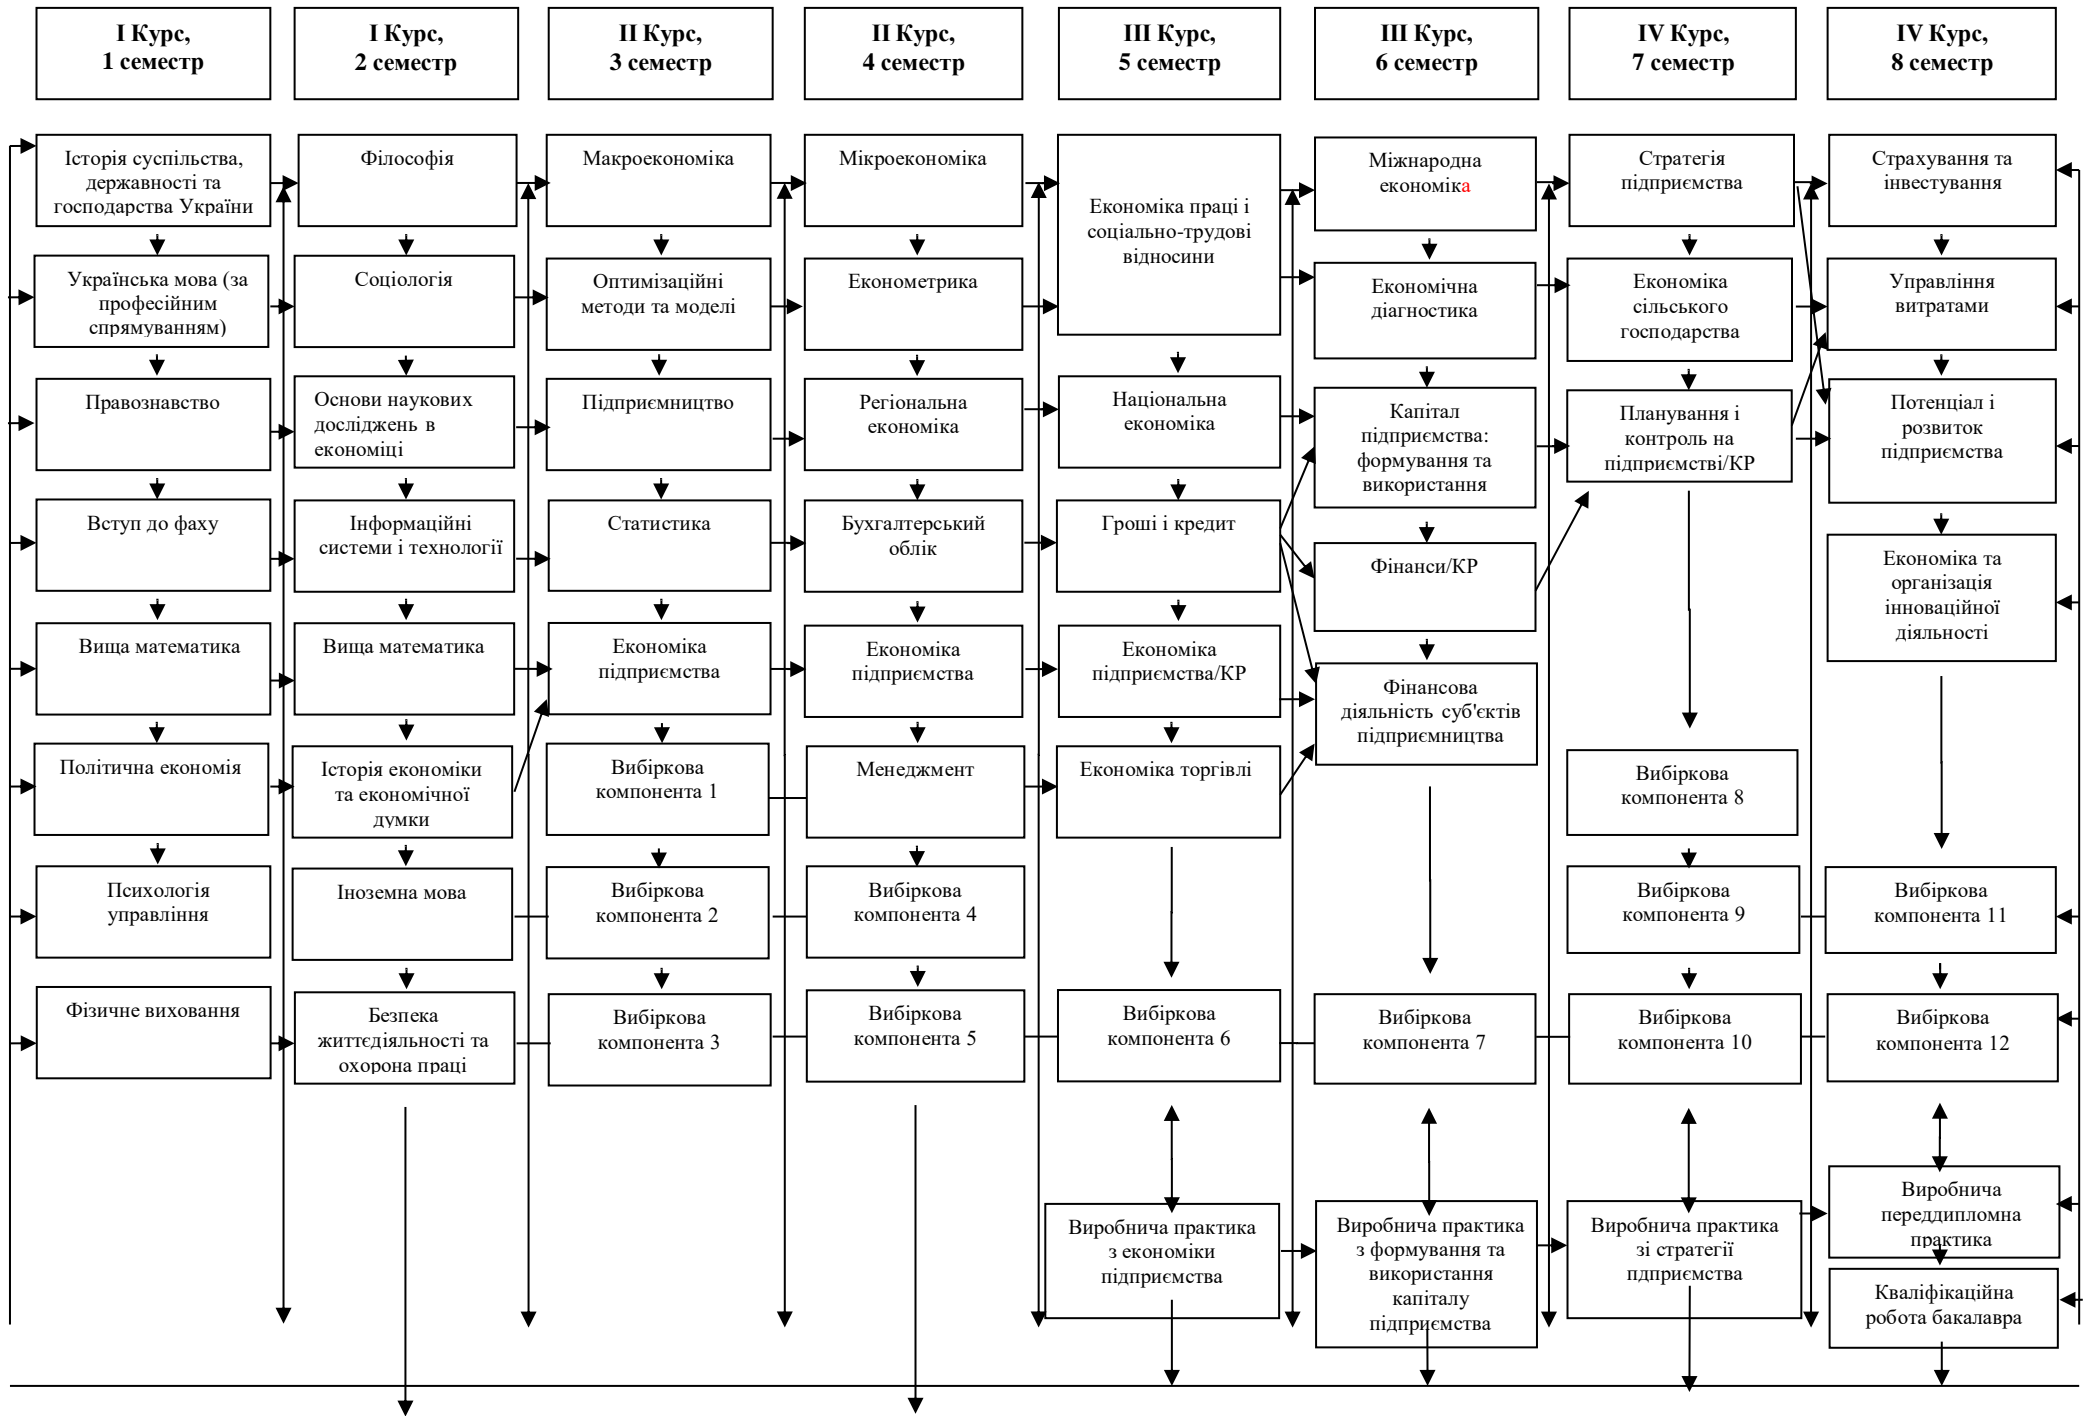 І Курс,
1 семестр
І Курс,
2 семестр
ІІ Курс,
3 семестр
ІІ Курс,
4 семестр
ІІІ Курс,
5 семестр
ІІІ Курс,
6 семестр
IV Курс,
7 семестр
IV Курс,
8 семестр
Історія суспільства,
державності та
господарства України
Українська мова (за
професійним
спрямуванням)
Правознавство
Вступ до фаху
Вища математика
Політична економія
Психологія
управління
Фізичне виховання
Філософія
Соціологія
Основи наукових
досліджень в
економіці
Інформаційні
системи і технології
Вища математика
Історія економіки
та економічної
думки
Іноземна мова
Безпека
життєдіяльності та
охорона праці
Макроекономіка
Оптимізаційні
методи та моделі
Підприємництво
Статистика
Економіка
підприємства
Вибіркова
компонента 1
Вибіркова
компонента 2
Вибіркова
компонента 3
Мікроекономіка
Економетрика
Регіональна
економіка
Бухгалтерський
облік
Економіка
підприємства
Менеджмент
Вибіркова
компонента 4
Вибіркова
компонента 5
Економіка праці і
соціально-трудові
відносини
Національна
економіка
Гроші і кредит
Економіка
підприємства/КР
Економіка торгівлі
Вибіркова
компонента 6
Виробнича практика
з економіки
підприємства
Міжнародна
економіка
Економічна
діагностика
Капітал
підприємства:
формування та
використання
Фінанси/КР
Фінансова
діяльність суб'єктів
підприємництва
Вибіркова
компонента 7
Виробнича практика
з формування та
використання
капіталу
підприємства
Стратегія
підприємства
Економіка
сільського
господарства
Планування і
контроль на
підприємстві/КР
Вибіркова
компонента 8
Вибіркова
компонента 9
Вибіркова
компонента 10
Виробнича практика
зі стратегії
пдприємства
Страхування та
інвестування
Управління
витратами
Потенціал і
розвиток
підприємства
Економіка та
організація
інноваційної
діяльності
Вибіркова
компонента 11
Вибіркова
компонента 12
Виробнича
переддипломна
практика
Кваліфікаційна
робота бакалавра